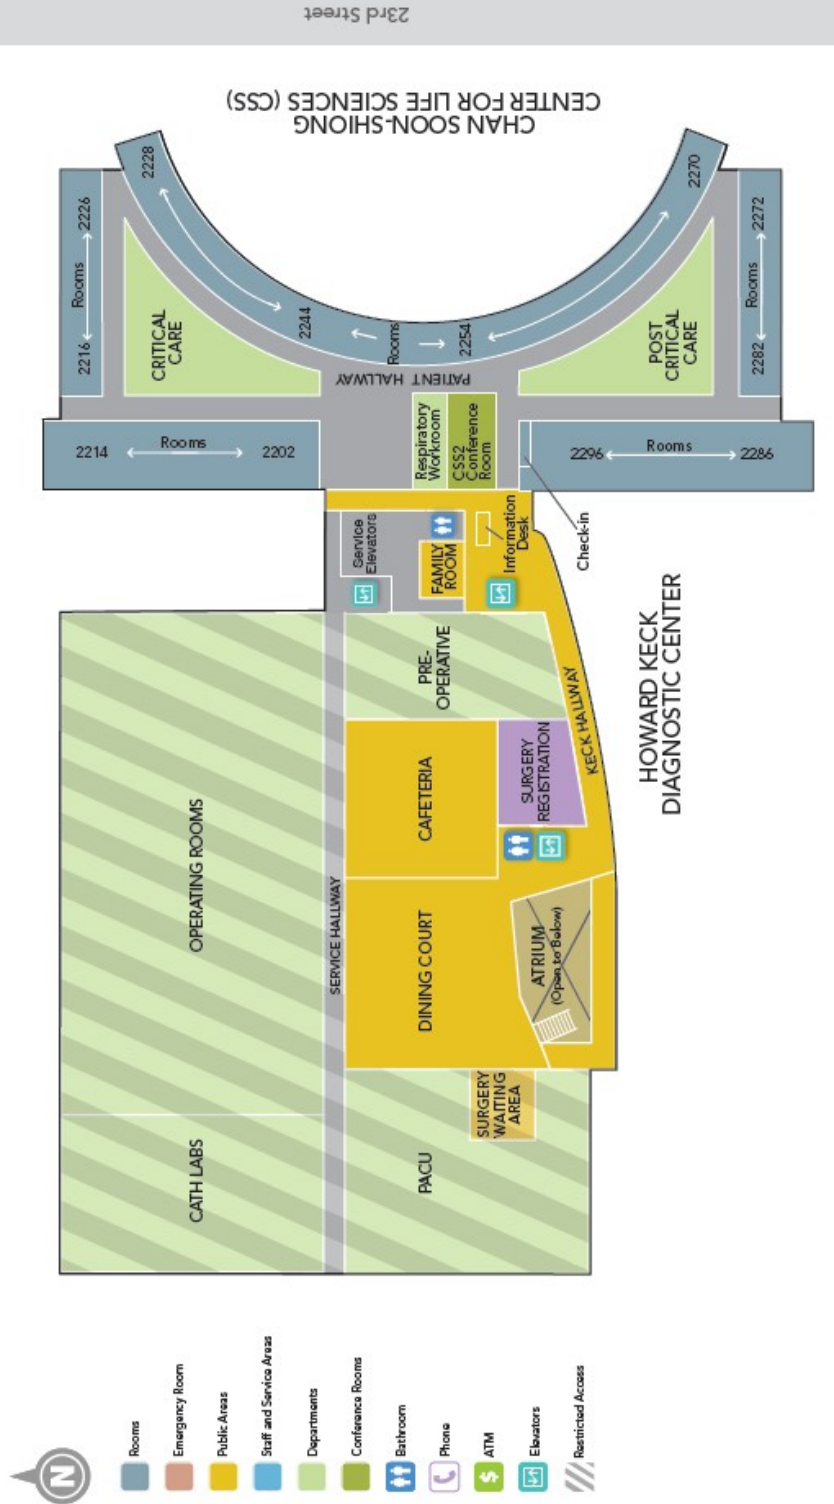 23rd Street
CHAN SOON-SHIONG
CENTER FOR LIFE SCIENCES (CSS)
2228
2270
2226
Rooms
2216
2272
Rooms
2282
CRITICAL
CARE
2244
Rooms
2254
POST
CRITICAL
CARE
PATIENT HALLWAY
2214
Rooms
2202
Respiratory
Workroom
CSS2
Conference
Room
2296
Rooms
2286
Service
Elevators
FAMILY
ROOM
Information
Desk
Check-in
PRE-
OPERATIVE
KECK HALLWAY
HOWARD KECK
DIAGNOSTIC CENTER
OPERATING ROOMS
SERVICE HALLWAY
CAFETERIA
SURGERY
REGISTRATION
DINING COURT
ATRIUM
(Open to Below)
SURGERY
WAITING
AREA
CATH LABS
PACU
N
Rooms
Emergency Room
Public Areas
Staff and Service Areas
Departments
Conference Rooms
Bathroom
Phone
$
ATM
Elevators
Restricted Access